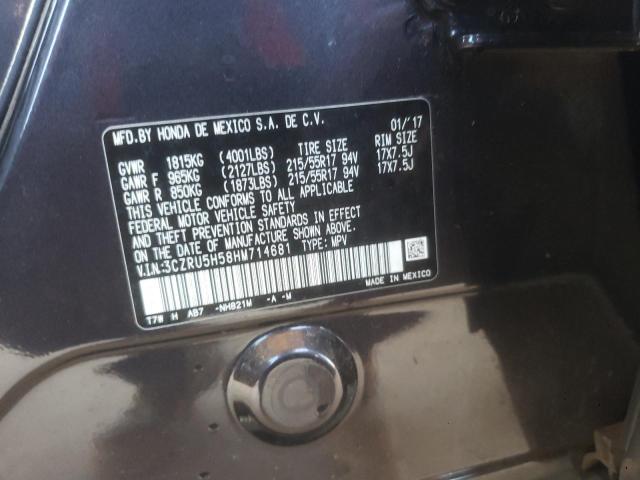 MFD.BY HONDA DE MEXICO S.A. DE C.V. 01/'17
TIRE SIZE RIM SIZE
GVWR 1815KG (4001LBS)
GAWR F 965KG (2127LBS) 215/55R17 94V 17X7.5J
GAWR R 850KG (1873LBS) 215/55R17 94V 17X7.5J
THIS VEHICLE CONFORMS TO ALL APPLICABLE
FEDERAL MOTOR VEHICLE SAFETY
AND THEFT PREVENTION STANDARDS IN EFFECT
ON THE DATE OF MANUFACTURE SHOWN ABOVE.
V.I.N:3CZRU5H58HM714681 TYPE: MPV
MADE IN MEXICO
T7W H AB7 -NH821M -A -M